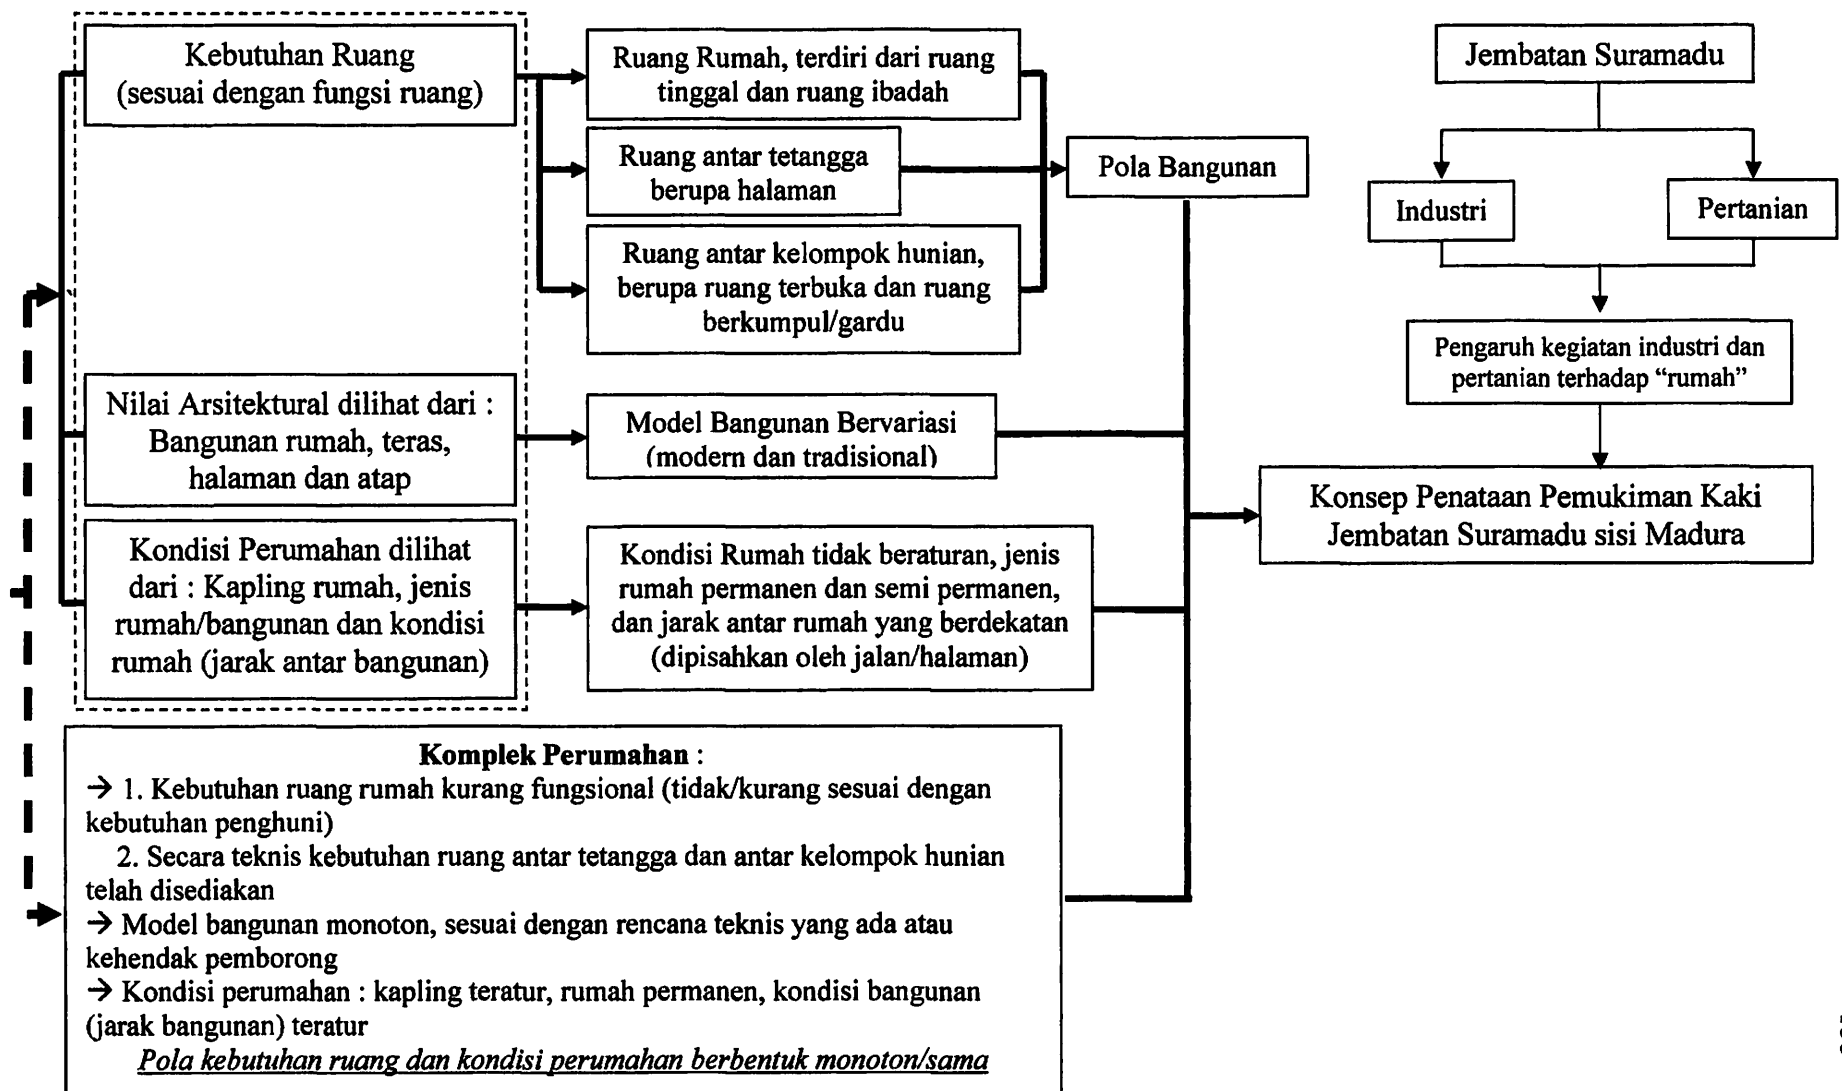 Kebutuhan Ruang
(sesuai dengan fungsi ruang)
Ruang Rumah, terdiri dari ruang
tinggal dan ruang ibadah
Ruang antar tetangga
berupa halaman
Ruang antar kelompok hunian,
berupa ruang terbuka dan ruang
berkumpul/gardu
Pola Bangunan
Nilai Arsitektural dilihat dari :
Bangunan rumah, teras,
halaman dan atap
Model Bangunan Bervariasi
(modern dan tradisional)
Kondisi Perumahan dilihat
dari : Kapling rumah, jenis
rumah/bangunan dan kondisi
rumah (jarak antar bangunan)
Kondisi Rumah tidak beraturan, jenis
rumah permanen dan semi permanen,
dan jarak antar rumah yang berdekatan
(dipisahkan oleh jalan/halaman)
Komplek Perumahan :
→ 1. Kebutuhan ruang rumah kurang fungsional (tidak/kurang sesuai dengan
kebutuhan penghuni)
2. Secara teknis kebutuhan ruang antar tetangga dan antar kelompok hunian
telah disediakan
→ Model bangunan monoton, sesuai dengan rencana teknis yang ada atau
kehendak pemborong
→ Kondisi perumahan : kapling teratur, rumah permanen, kondisi bangunan
(jarak bangunan) teratur
Pola kebutuhan ruang dan kondisi perumahan berbentuk monoton/sama
Jembatan Suramadu
Industri
Pertanian
Pengaruh kegiatan industri dan
pertanian terhadap “rumah”
Konsep Penataan Pemukiman Kaki
Jembatan Suramadu sisi Madura